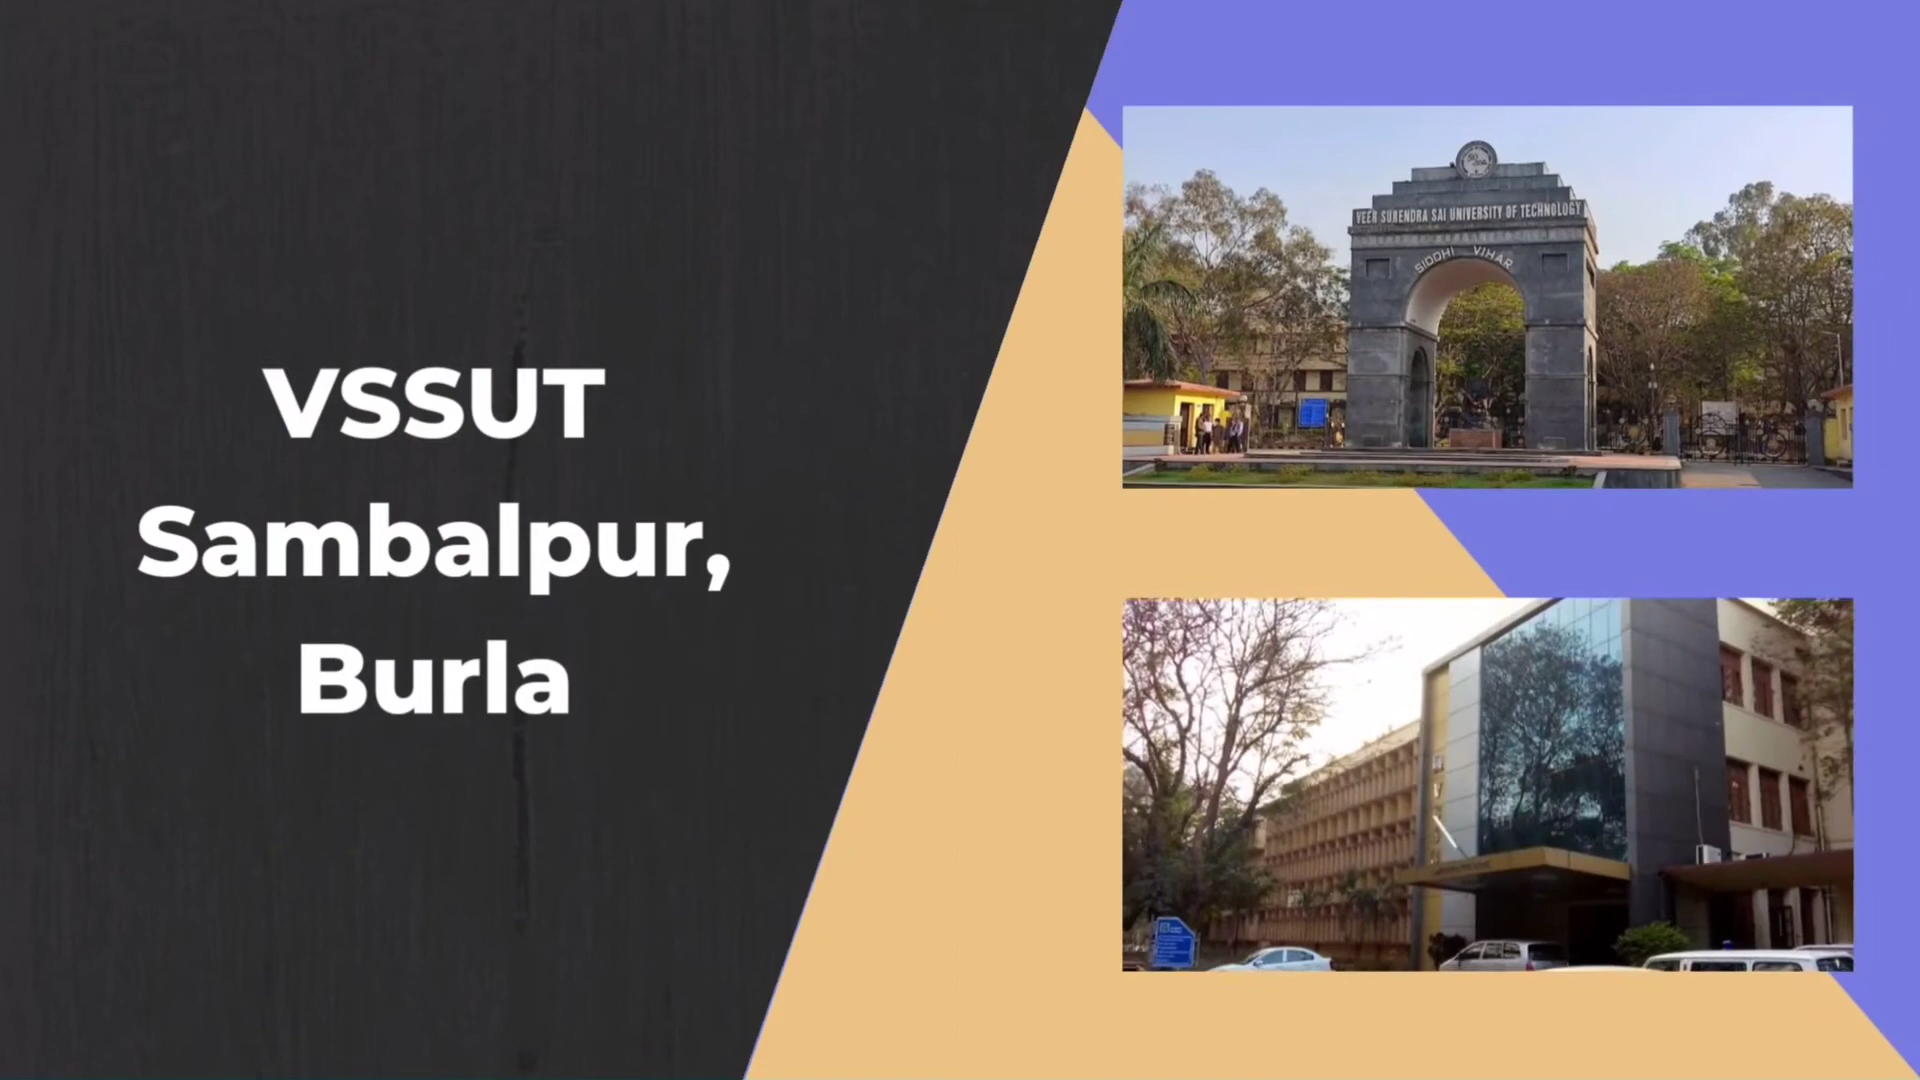 VSSUT
Sambalpur,
Burla
VEER SURENDRA SAI UNIVERSITY OF TECHNOLOGY
SIDDHI VIHAR